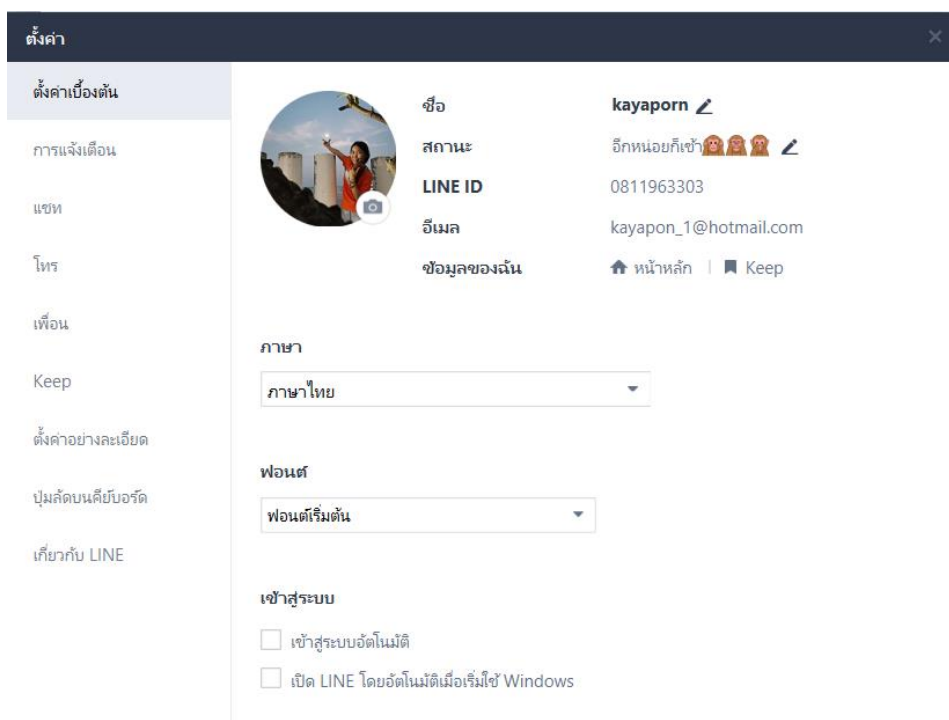 ตั้งค่า
ตั้งค่าเบื้องต้น
การแจ้งเตือน
แชท
โทร
เพื่อน
Keep
ตั้งค่าอย่างละเอียด
ปุ่มลัดบนคีย์บอร์ด
เกี่ยวกับ LINE
ชื่อ kayaporn
สถานะ อีกหน่อยก็เช้า🙈🙈🙈
LINE ID 0811963303
อีเมล kayapon_1@hotmail.com
ข้อมูลของฉัน หน้าหลัก | Keep
ภาษา
ภาษาไทย
ฟอนต์
ฟอนต์เริ่มต้น
เข้าสู่ระบบ
เข้าสู่ระบบอัตโนมัติ
เปิด LINE โดยอัตโนมัติเมื่อเริ่มใช้ Windows